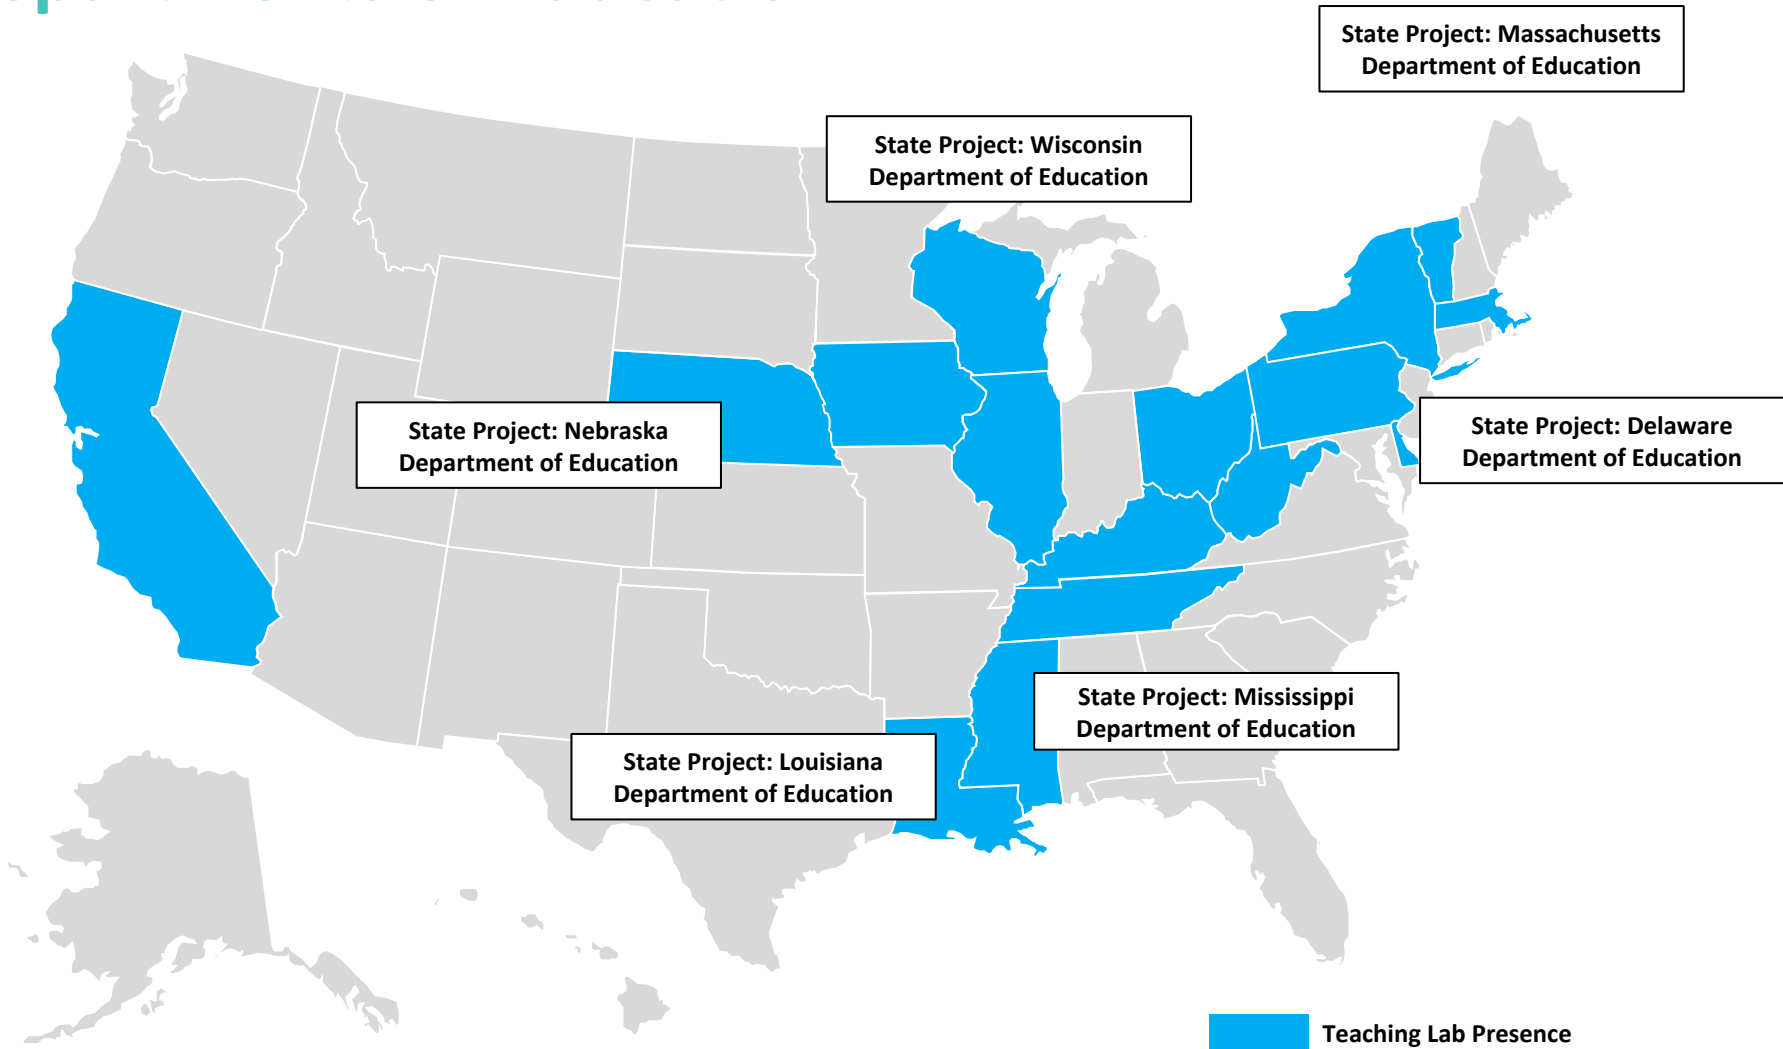 State Project: Massachusetts
Department of Education
State Project: Wisconsin
Department of Education
State Project: Nebraska
Department of Education
State Project: Delaware
Department of Education
State Project: Mississippi
Department of Education
State Project: Louisiana
Department of Education
Teaching Lab Presence